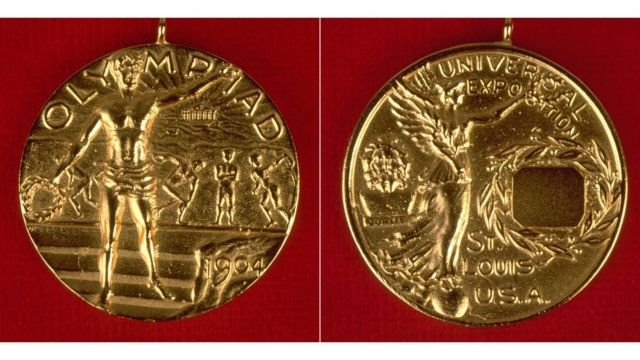 OLYMPIAD
1904
UNIVERSAL
EXPOSITION
ST.
LOUIS
U.S.A.